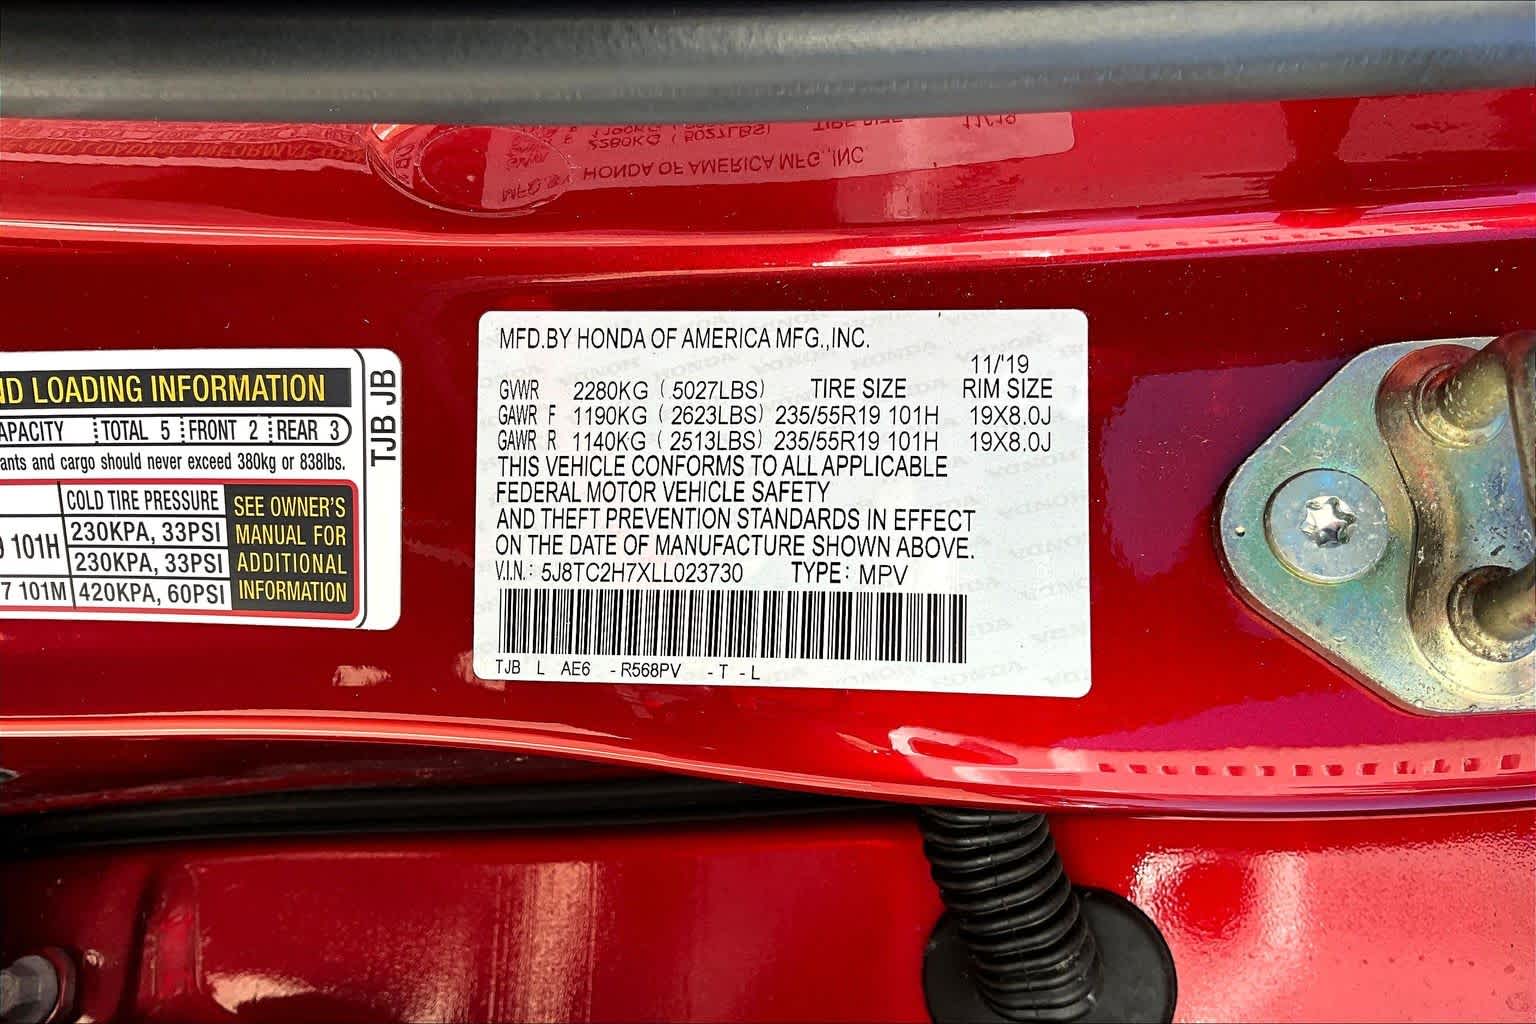 MFD.BY HONDA OF AMERICA MFG.,INC.
11/'19
GVWR 2280KG ( 5027LBS) TIRE SIZE RIM SIZE
GAWR F 1190KG ( 2623LBS) 235/55R19 101H 19X8.0J
GAWR R 1140KG ( 2513LBS) 235/55R19 101H 19X8.0J
THIS VEHICLE CONFORMS TO ALL APPLICABLE
FEDERAL MOTOR VEHICLE SAFETY
AND THEFT PREVENTION STANDARDS IN EFFECT
ON THE DATE OF MANUFACTURE SHOWN ABOVE.
V.I.N.: 5J8TC2H7XLL023730 TYPE: MPV
TJB L AE6 -R568PV -T -L
ND LOADING INFORMATION
APACITY TOTAL 5 FRONT 2 REAR 3
ants and cargo should never exceed 380kg or 838lbs.
COLD TIRE PRESSURE
101H 230KPA, 33PSI
230KPA, 33PSI
7 101M 420KPA, 60PSI
SEE OWNER'S
MANUAL FOR
ADDITIONAL
INFORMATION
TJB JB